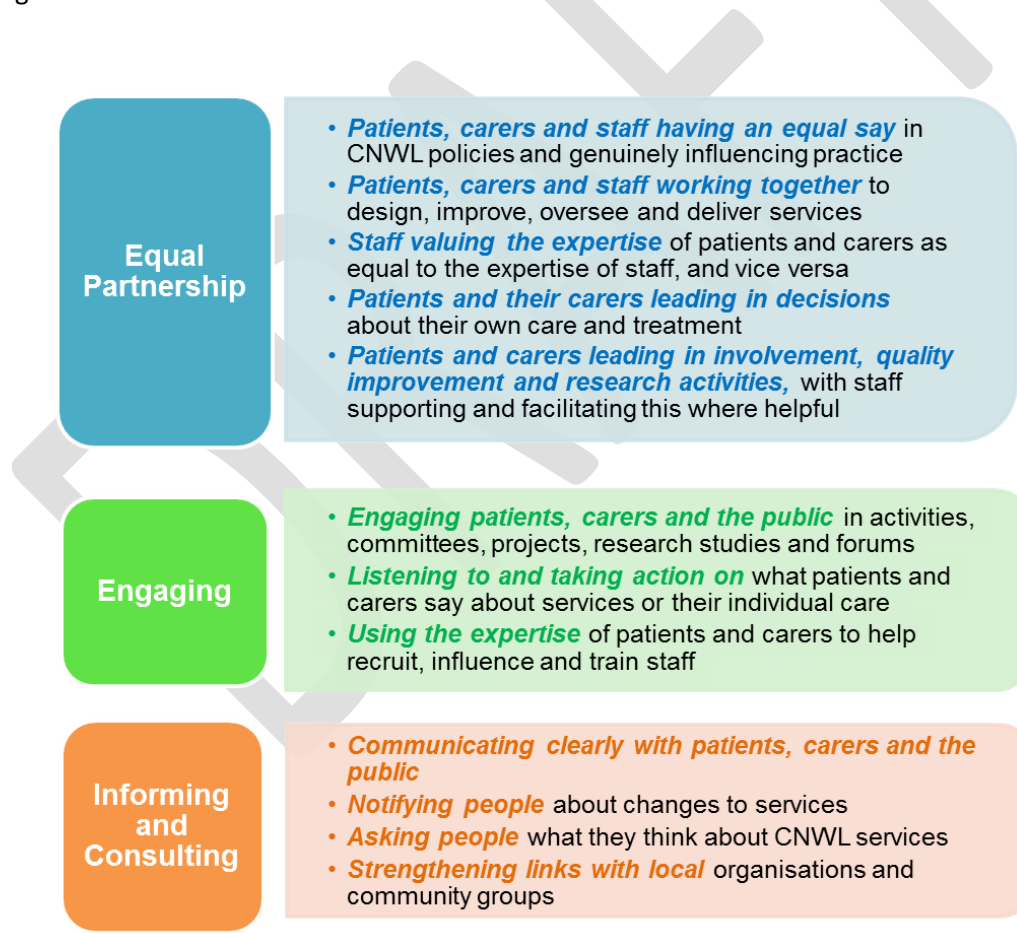 Equal
Partnership
• Patients, carers and staff having an equal say in
CNWL policies and genuinely influencing practice
• Patients, carers and staff working together to
design, improve, oversee and deliver services
• Staff valuing the expertise of patients and carers as
equal to the expertise of staff, and vice versa
• Patients and their carers leading in decisions
about their own care and treatment
• Patients and carers leading in involvement, quality
improvement and research activities, with staff
supporting and facilitating this where helpful
Engaging
• Engaging patients, carers and the public in activities,
committees, projects, research studies and forums
• Listening to and taking action on what patients and
carers say about services or their individual care
• Using the expertise of patients and carers to help
recruit, influence and train staff
Informing
and
Consulting
• Communicating clearly with patients, carers and the
public
• Notifying people about changes to services
• Asking people what they think about CNWL services
• Strengthening links with local organisations and
community groups